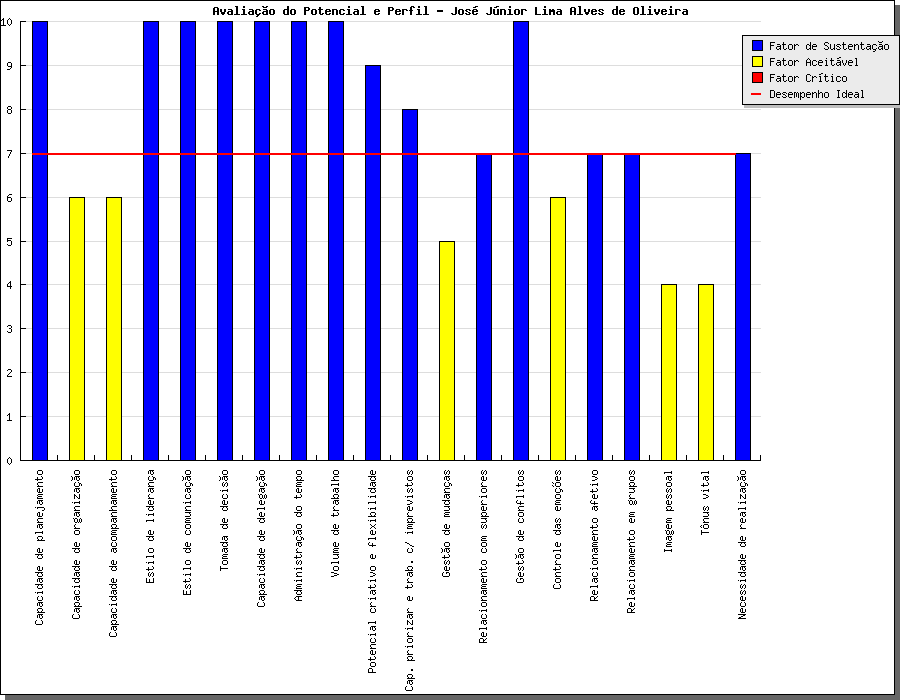 Avaliação do Potencial e Perfil - José Júnior Lima Alves de Oliveira
Fator de Sustentação
Fator Aceitável
Fator Crítico
Desempenho Ideal
10
9
8
7
6
5
4
3
2
1
0
Capacidade de planejamento
Capacidade de organização
Capacidade de acompanhamento
Estilo de liderança
Estilo de comunicação
Tomada de decisão
Capacidade de delegação
Administração do tempo
Volume de trabalho
Potencial criativo e flexibilidade
Cap. priorizar e trab. c/ imprevistos
Gestão de mudanças
Relacionamento com superiores
Gestão de conflitos
Controle das emoções
Relacionamento afetivo
Relacionamento em grupos
Imagem pessoal
Tônus vital
Necessidade de realização